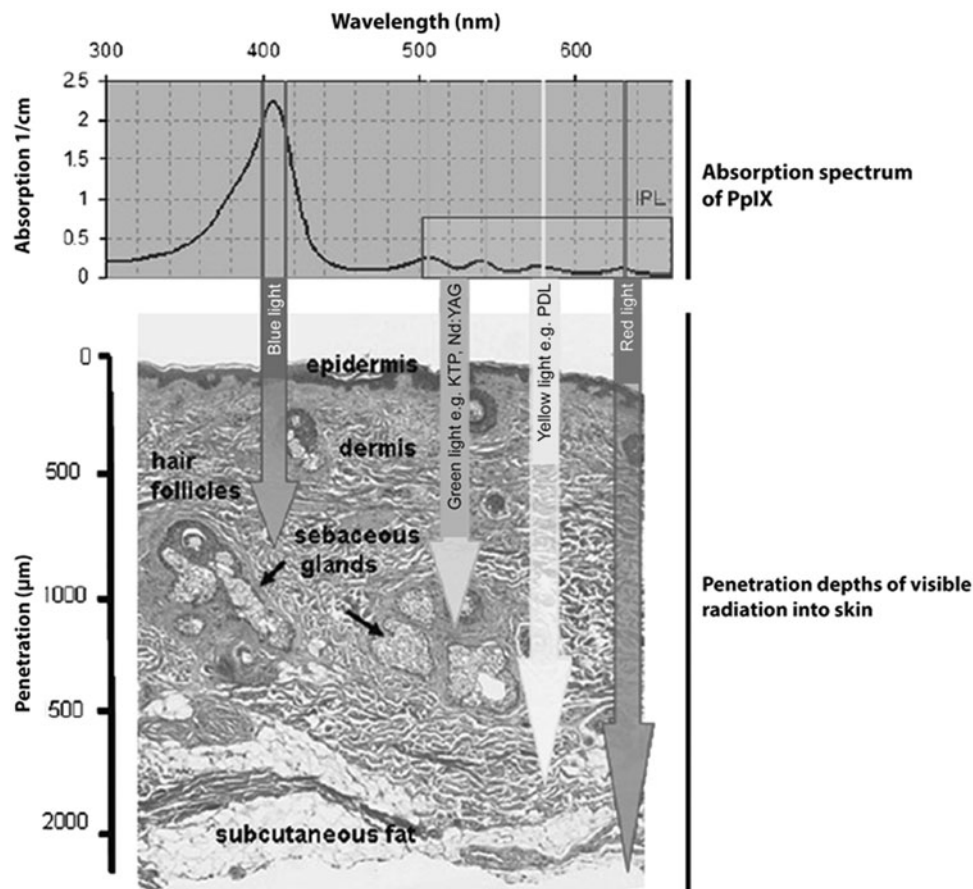 Wavelength (nm)
300 400 500 600
2.5
2
1.5
1
0.5
0
Absorption 1/cm
IPL
Absorption spectrum
of PpIX
Blue light
Green light e.g. KTP, Nd:YAG
Yellow light e.g. PDL
Red light
0
500
1000
500
2000
Penetration (µm)
epidermis
dermis
hair
follicles
sebaceous
glands
subcutaneous fat
Penetration depths of visible
radiation into skin